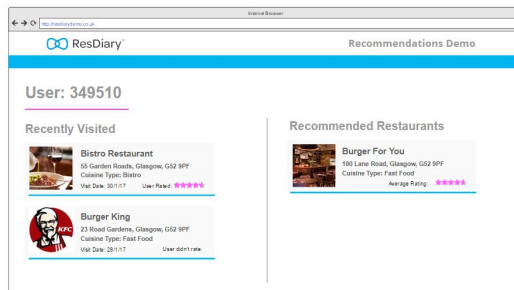 Internet Browser
http://resdiarydemo.co.uk
ResDiary
Recommendations Demo
User: 349510
Recently Visited
Bistro Restaurant
55 Garden Roads, Glasgow, G52 9PF
Cuisine Type: Bistro
Visit Date: 30/1/17 User Rated:
KFC
Burger King
23 Road Gardens, Glasgow, G52 9PF
Cuisine Type: Fast Food
Visit Date: 28/1/17 User didn't rate.
Recommended Restaurants
Burger For You
100 Lane Road, Glasgow, G52 9PF
Cuisine Type: Fast Food
Average Rating: